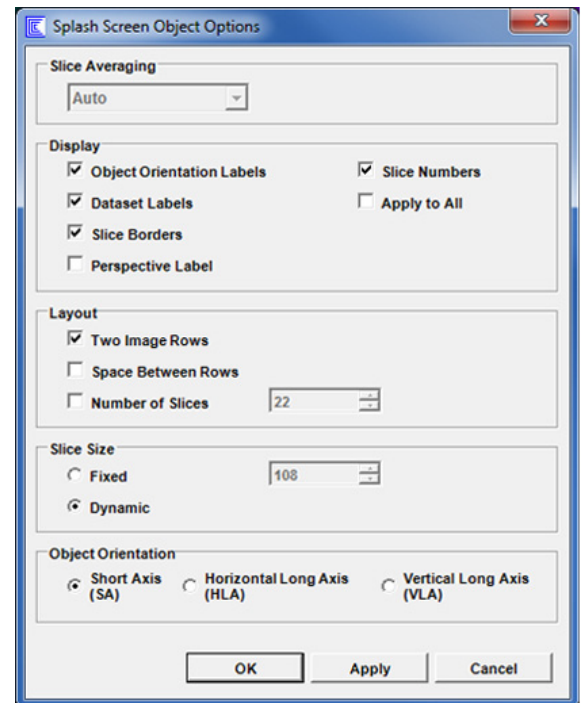 Splash Screen Object Options
Slice Averaging
Auto
Display
Object Orientation Labels
Slice Numbers
Dataset Labels
Apply to All
Slice Borders
Perspective Label
Layout
Two Image Rows
Space Between Rows
Number of Slices 22
Slice Size
Fixed 108
Dynamic
Object Orientation
Short Axis
(SA)
Horizontal Long Axis
(HLA)
Vertical Long Axis
(VLA)
OK Apply Cancel